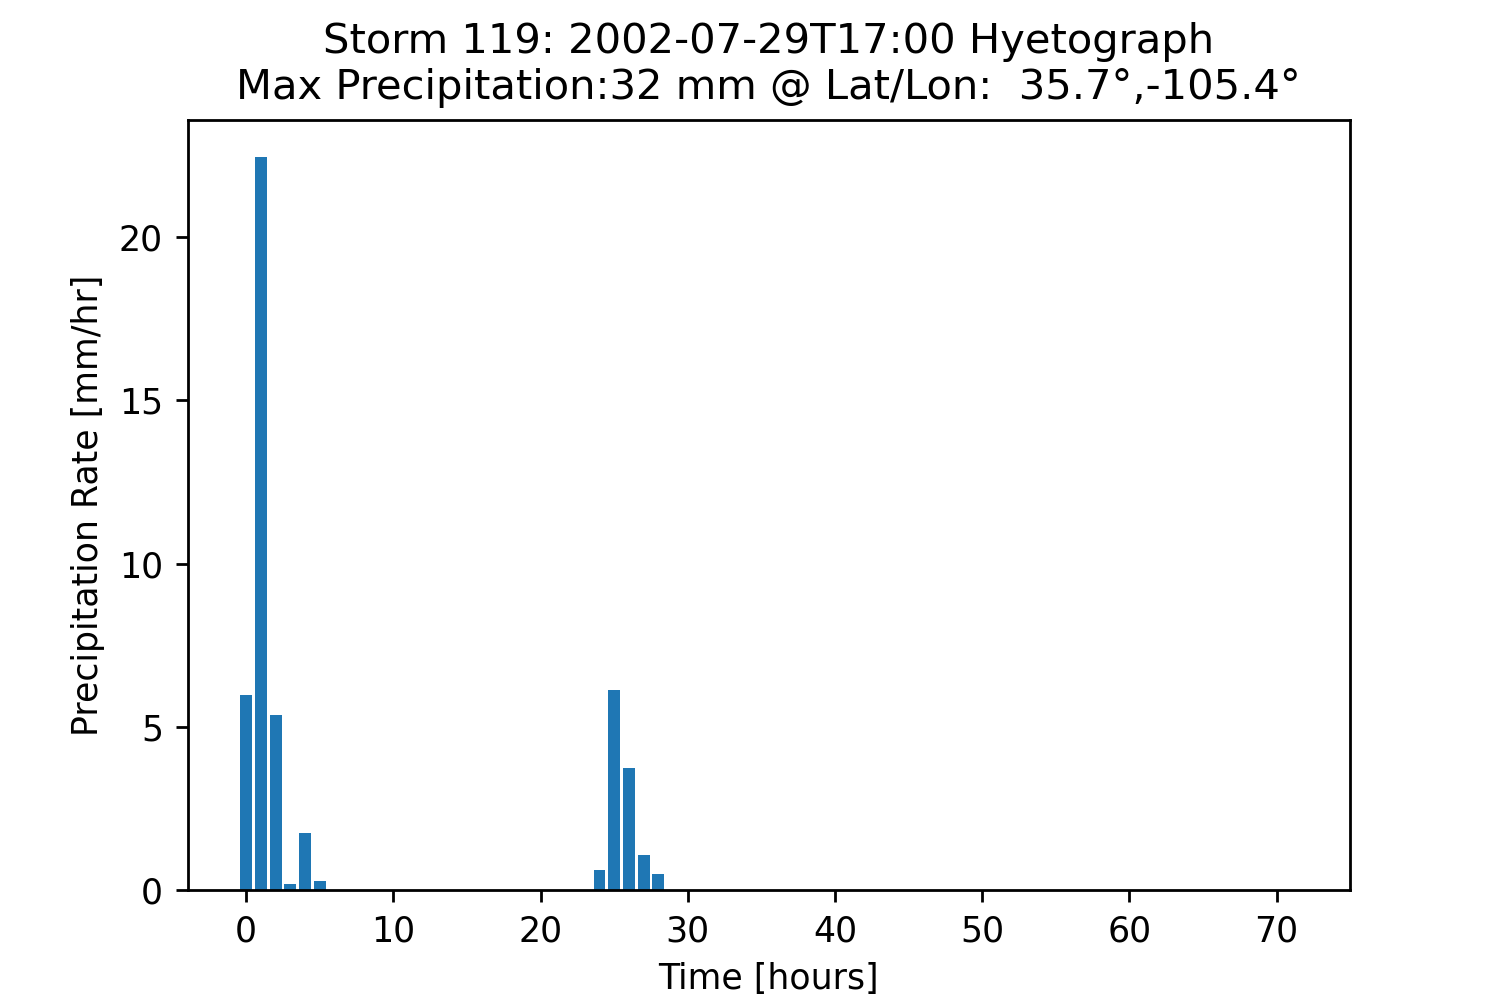 Storm 119: 2002-07-29T17:00 Hyetograph
Max Precipitation:32 mm @ Lat/Lon:  35.7°,-105.4°
Precipitation Rate [mm/hr]
20
15
10
5
0
0 10 20 30 40 50 60 70
Time [hours]